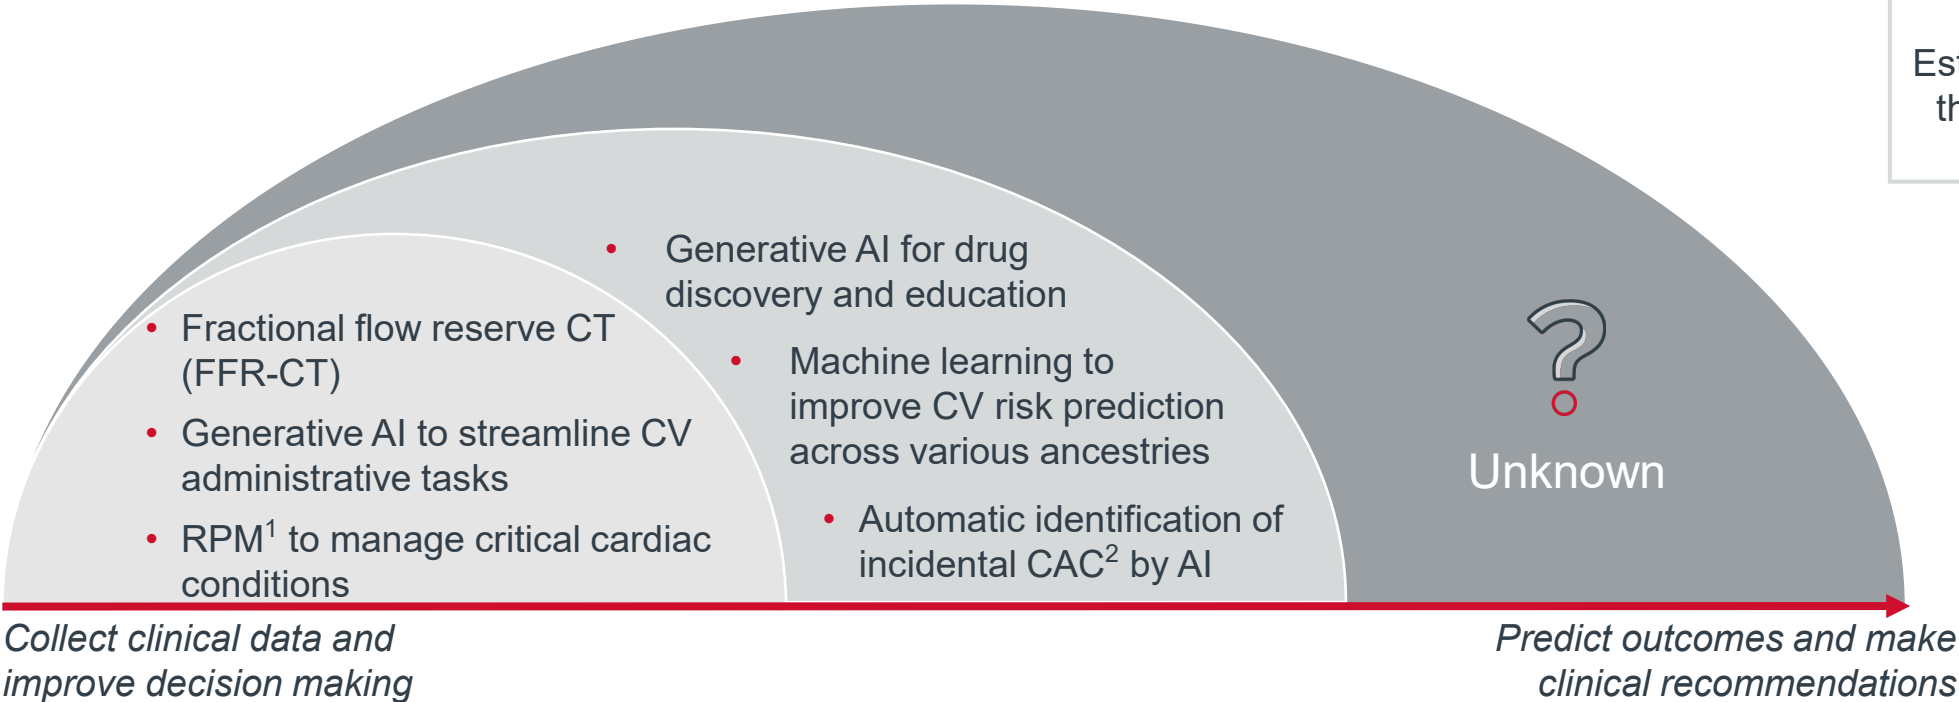 • Generative AI for drug
discovery and education
• Fractional flow reserve CT
(FFR-CT)
• Generative AI to streamline CV
administrative tasks
• RPM¹ to manage critical cardiac
conditions
• Machine learning to
improve CV risk prediction
across various ancestries
• Automatic identification of
incidental CAC² by AI
Unknown
Collect clinical data and
improve decision making
Predict outcomes and make
clinical recommendations